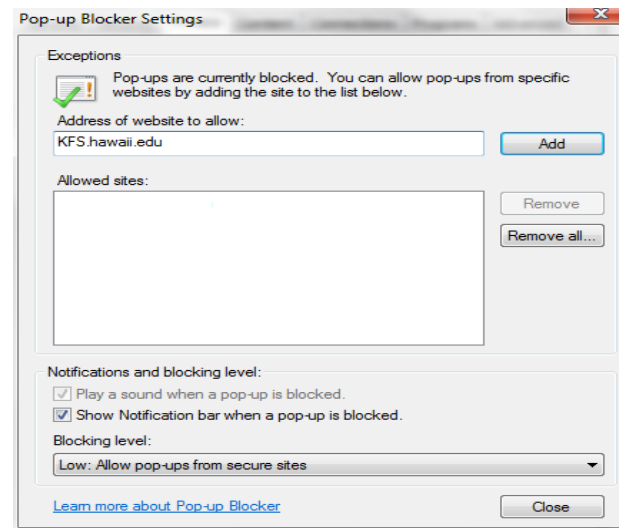 Pop-up Blocker Settings
Exceptions
Pop-ups are currently blocked. You can allow pop-ups from specific
websites by adding the site to the list below.
Address of website to allow:
KFS.hawaii.edu
Add
Allowed sites:
Remove
Remove all...
Notifications and blocking level:
Play a sound when a pop-up is blocked.
Show Notification bar when a pop-up is blocked.
Blocking level:
Low: Allow pop-ups from secure sites
Learn more about Pop-up Blocker
Close